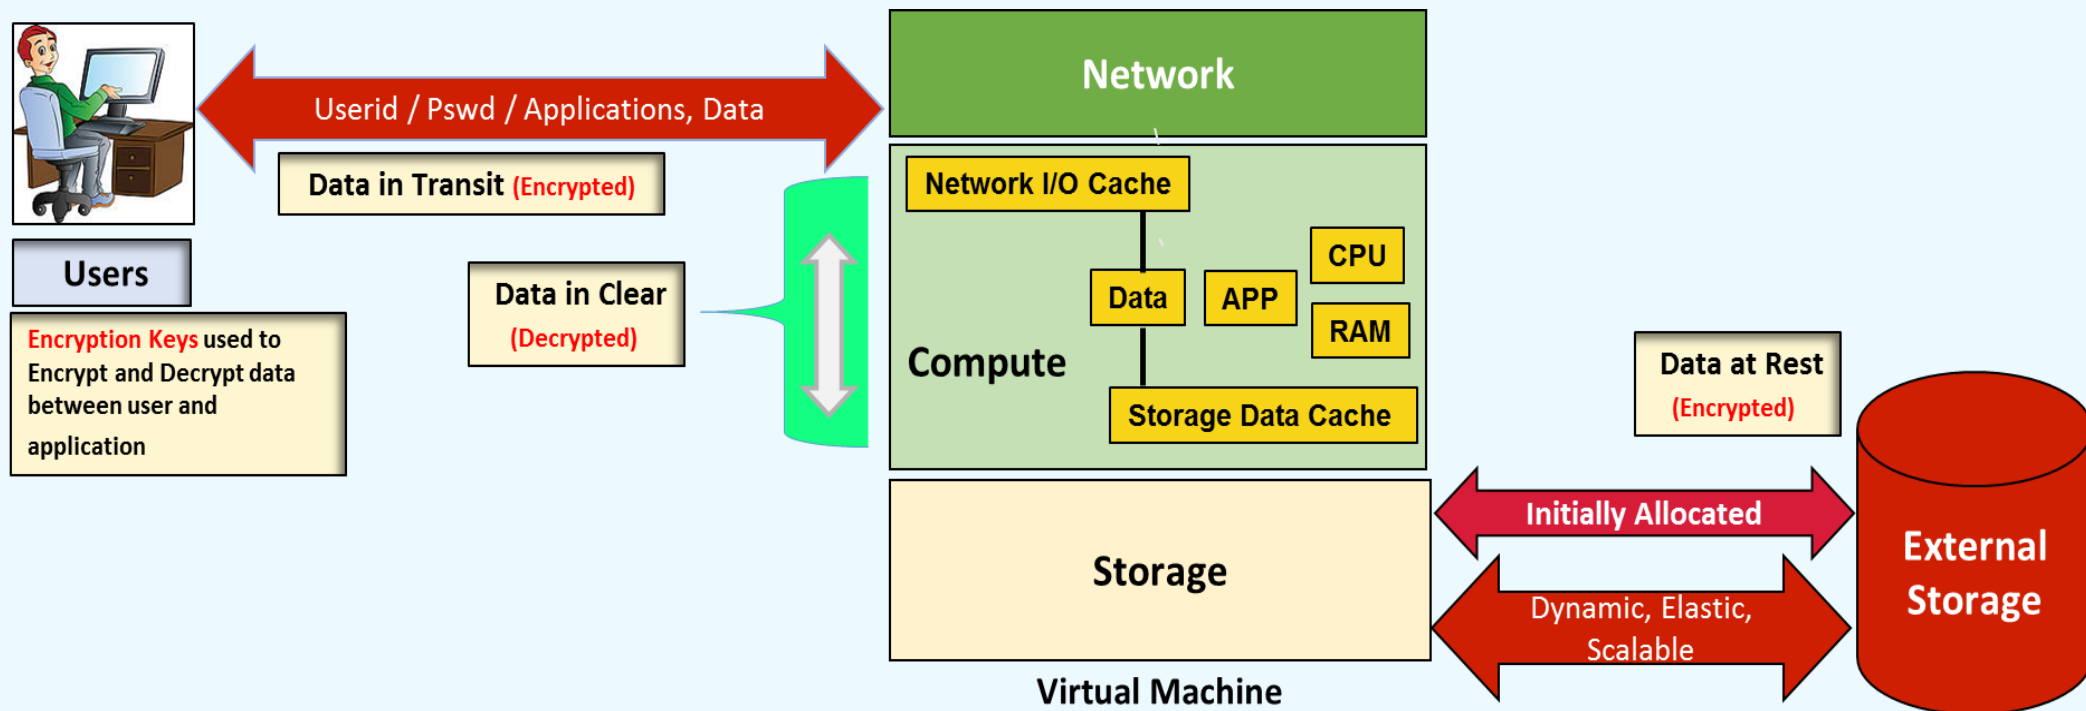 Userid / Pswd / Applications, Data
Data in Transit (Encrypted)
Users
Encryption Keys used to
Encrypt and Decrypt data
between user and
application
Data in Clear
(Decrypted)
Network
Network I/O Cache
CPU
Data
APP
RAM
Compute
Storage Data Cache
Storage
Virtual Machine
Data at Rest
(Encrypted)
Initially Allocated
Dynamic, Elastic,
Scalable
External
Storage